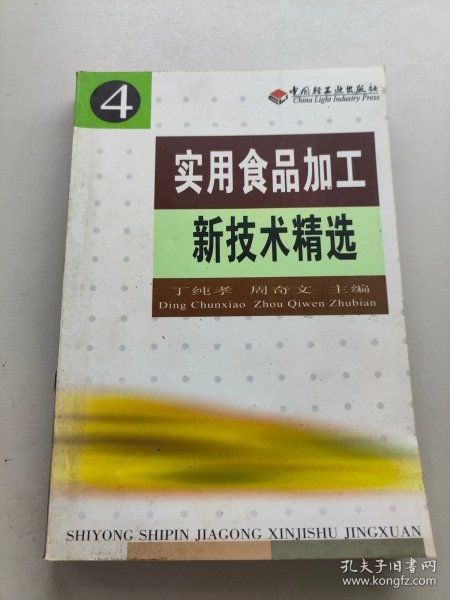 4
中国轻工业出版社
China Light Industry Press
实用食品加工
新技术精选
丁纯孝 周奇文 主编
Ding Chunxiao Zhou Qiwen Zhubian
SHIYONG SHIPIN JIAGONG XINJISHU JINGXUAN
孔夫子旧书网
www.kongfz.com